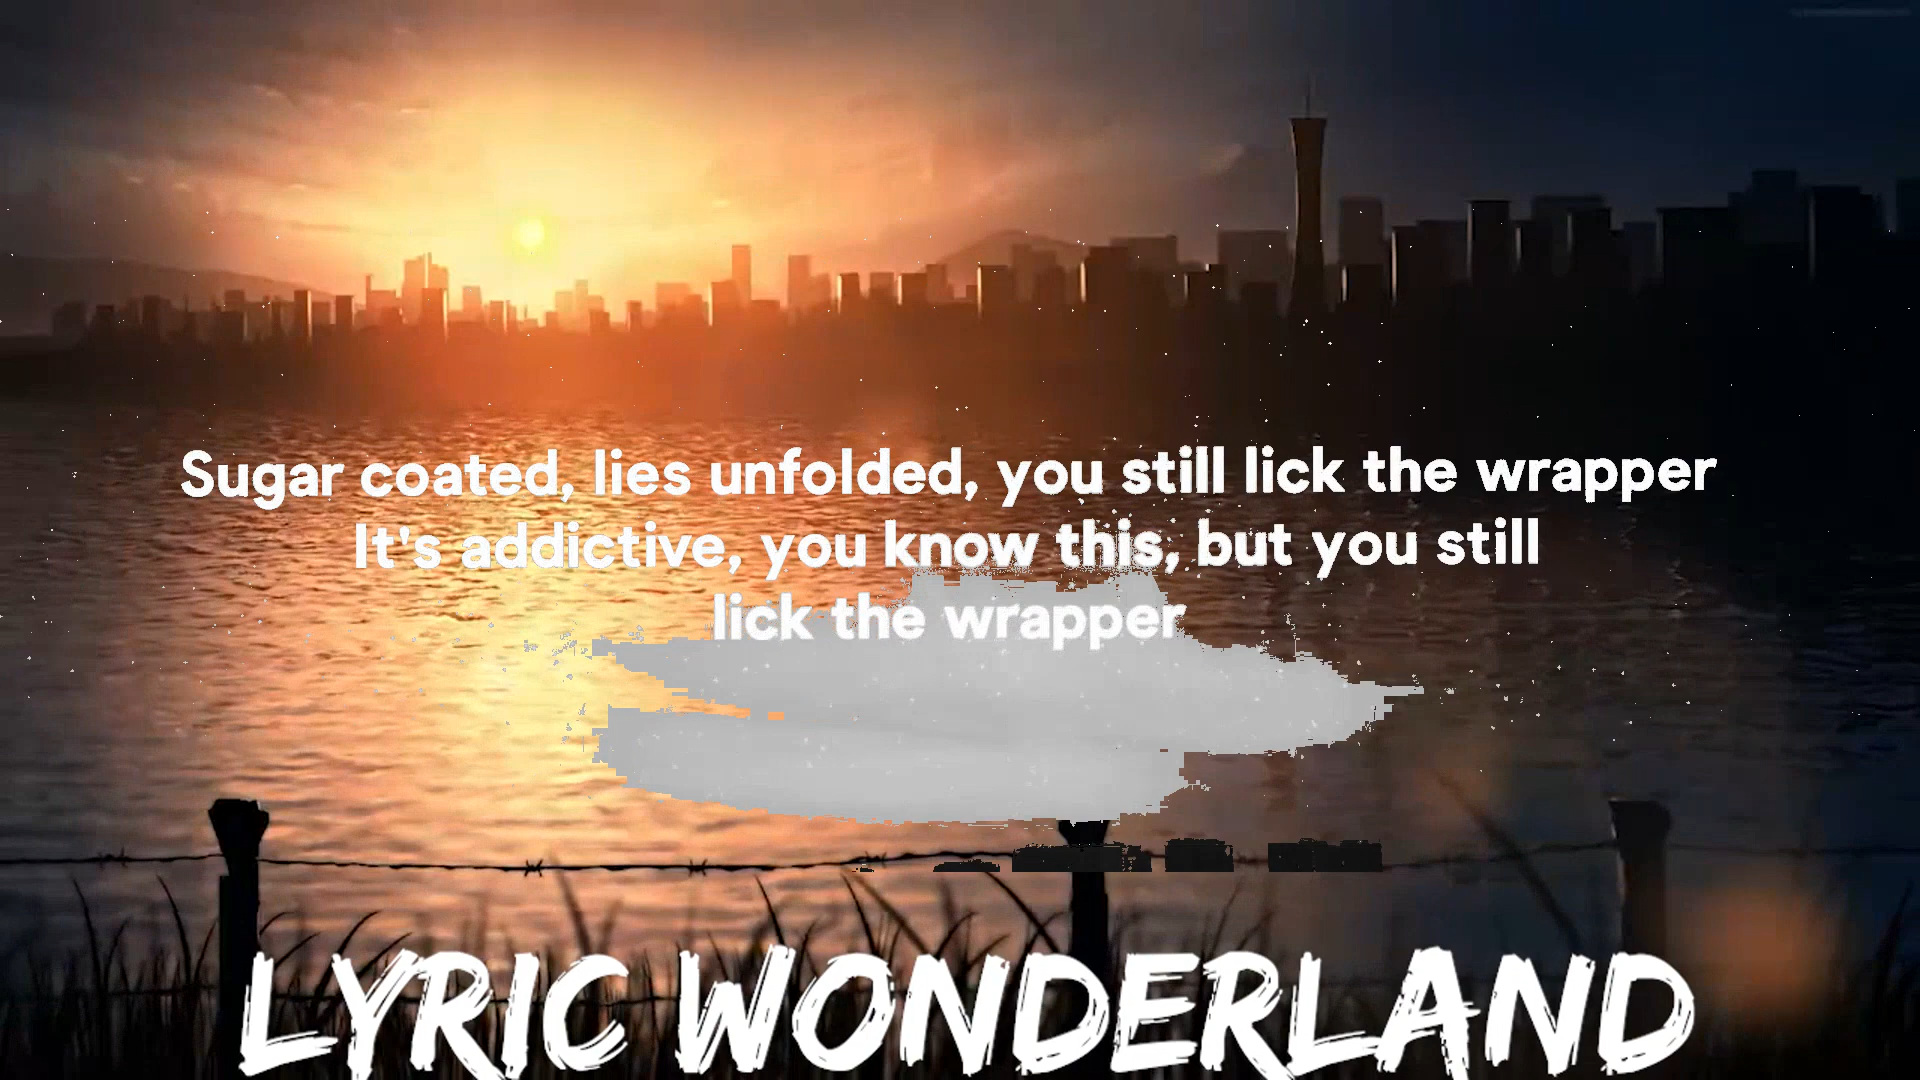 Sugar coated, lies unfolded, you still lick the wrapper
It's addictive, you know this, but you still
lick the wrapper
LYRIC WONDERLAND